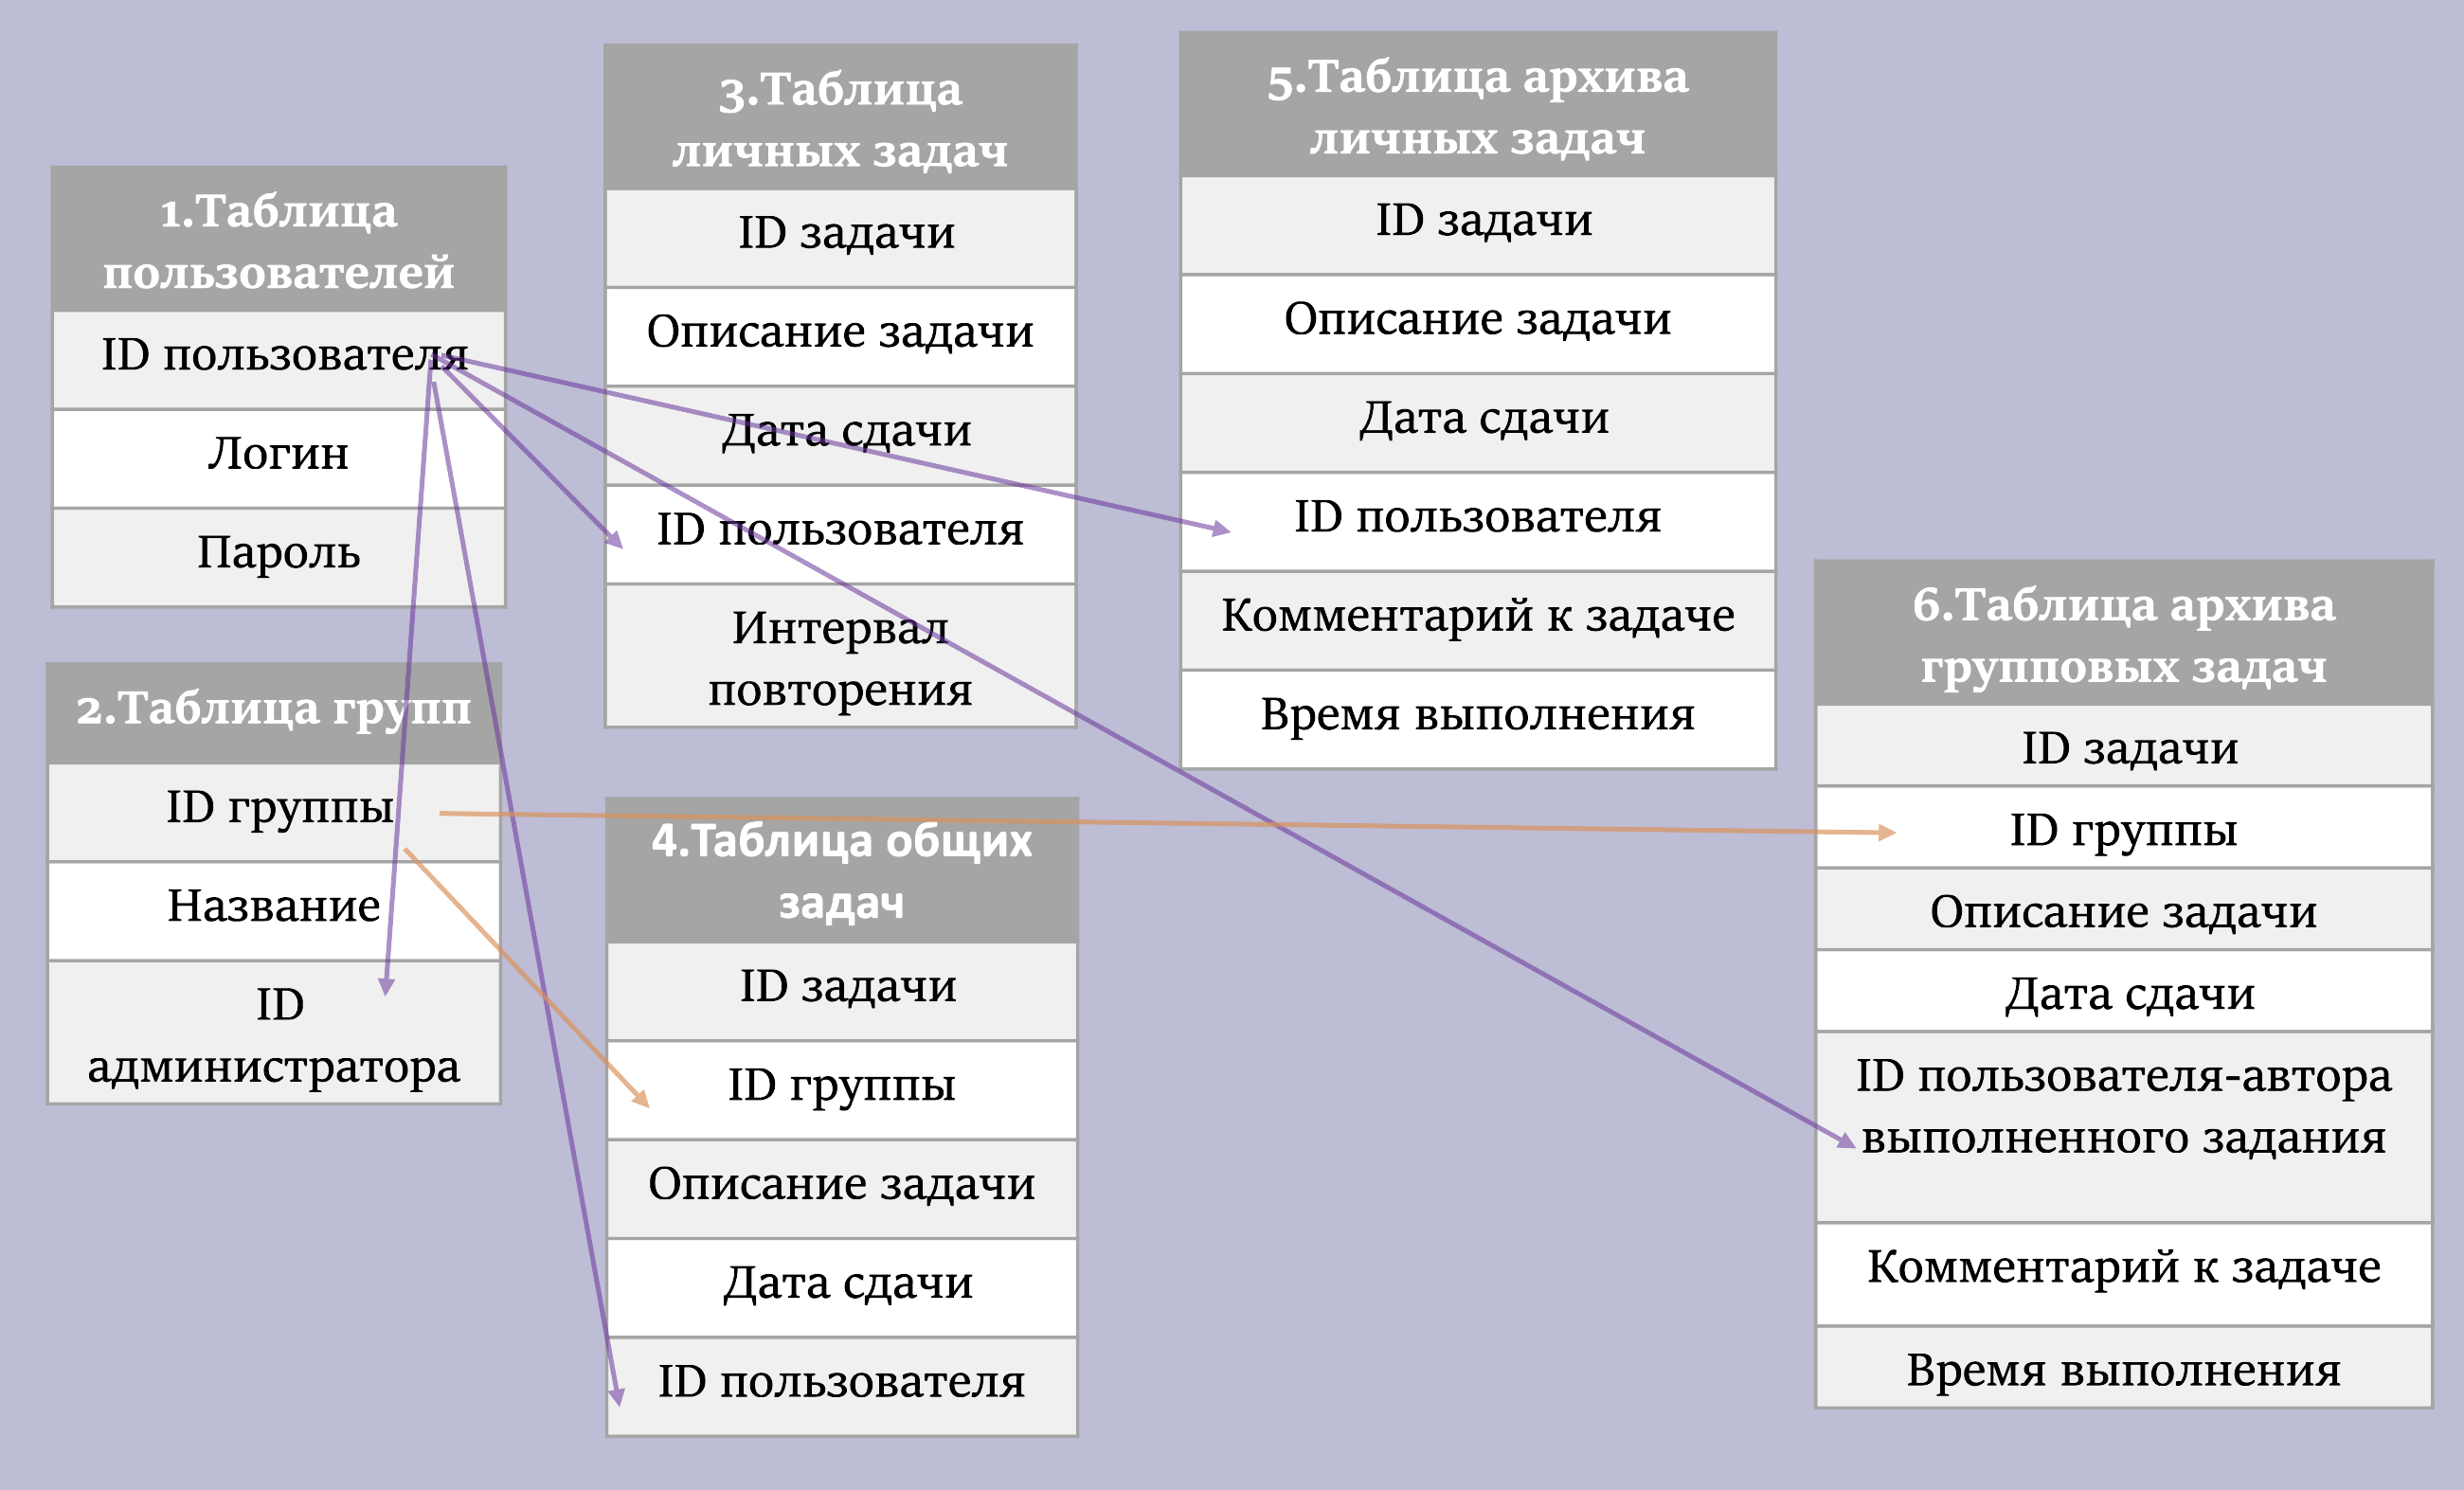 1.Таблица
пользователей
ID пользователя
Логин
Пароль
2.Таблица групп
ID группы
Название
ID
администратора
3.Таблица
личных задач
ID задачи
Описание задачи
Дата сдачи
ID пользователя
Интервал
повторения
4.Таблица общих
задач
ID задачи
ID группы
Описание задачи
Дата сдачи
ID пользователя
5.Таблица архива
личных задач
ID задачи
Описание задачи
Дата сдачи
ID пользователя
Комментарий к задаче
Время выполнения
6.Таблица архива
групповых задач
ID задачи
ID группы
Описание задачи
Дата сдачи
ID пользователя-автора
выполненного задания
Комментарий к задаче
Время выполнения